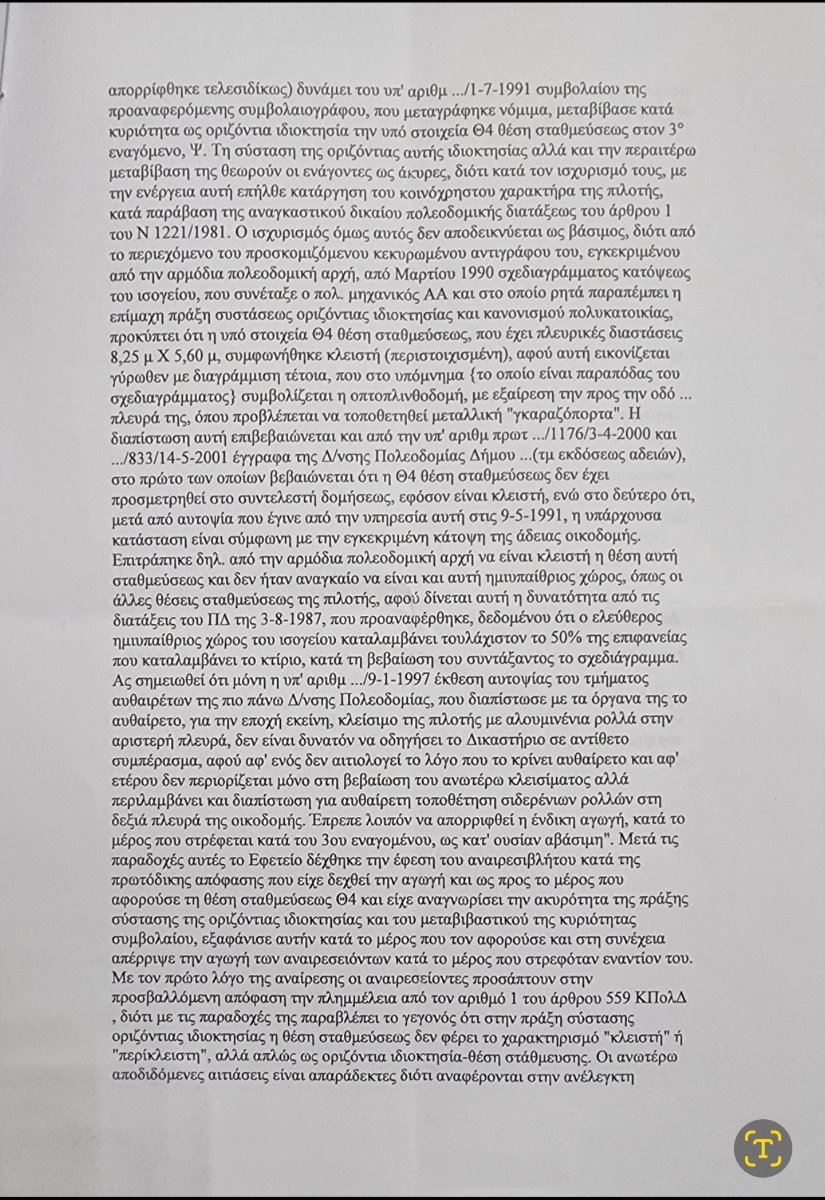 απορρίφθηκε τελεσιδίκως) δυνάμει του υπ' αριθμ .../1-7-1991 συμβολαίου της
προαναφερόμενης συμβολαιογράφου, που μεταγράφηκε νόμιμα, μεταβίβασε κατά
κυριότητα ως οριζόντια ιδιοκτησία την υπό στοιχεία Θ4 θέση σταθμεύσεως στον 3°
εναγόμενο, Ψ. Τη σύσταση της οριζόντιας αυτής ιδιοκτησίας αλλά και την περαιτέρω
μεταβίβαση της θεωρούν οι ενάγοντες ως άκυρες, διότι κατά τον ισχυρισμό τους, με
την ενέργεια αυτή επήλθε κατάργηση του κοινόχρηστου χαρακτήρα της πιλοτής,
κατά παράβαση της αναγκαστικού δικαίου πολεοδομικής διατάξεως του άρθρου 1
του Ν 1221/1981. Ο ισχυρισμός όμως αυτός δεν αποδεικνύεται ως βάσιμος, διότι από
το περιεχόμενο του προσκομιζόμενου κεκυρωμένου αντιγράφου του, εγκεκριμένου
από την αρμόδια πολεοδομική αρχή, από Μαρτίου 1990 σχεδιαγράμματος κατόψεως
του ισογείου, που συνέταξε ο πολ. μηχανικός ΑΑ και στο οποίο ρητά παραπέμπει η
επίμαχη πράξη συστάσεως οριζόντιας ιδιοκτησίας και κανονισμού πολυκατοικίας,
προκύπτει ότι η υπό στοιχεία Θ4 θέση σταθμεύσεως, που έχει πλευρικές διαστάσεις
8,25 μ Χ 5,60 μ, συμφωνήθηκε κλειστή (περιστοιχισμένη), αφού αυτή εικονίζεται
γύρωθεν με διαγράμμιση τέτοια, που στο υπόμνημα {το οποίο είναι παραπόδας του
σχεδιαγράμματος} συμβολίζεται η οπτοπλινθοδομή, με εξαίρεση την προς την οδό ...
πλευρά της, όπου προβλέπεται να τοποθετηθεί μεταλλική "γκαραζόπορτα". Η
διαπίστωση αυτή επιβεβαιώνεται και από την υπ' αριθμ πρωτ .../1176/3-4-2000 και
.../833/14-5-2001 έγγραφα της Δ/νσης Πολεοδομίας Δήμου ...(τμ εκδόσεως αδειών),
στο πρώτο των οποίων βεβαιώνεται ότι η Θ4 θέση σταθμεύσεως δεν έχει
προσμετρηθεί στο συντελεστή δομήσεως, εφόσον είναι κλειστή, ενώ στο δεύτερο ότι,
μετά από αυτοψία που έγινε από την υπηρεσία αυτή στις 9-5-1991, η υπάρχουσα
κατάσταση είναι σύμφωνη με την εγκεκριμένη κάτοψη της άδειας οικοδομής.
Επιτράπηκε δηλ. από την αρμόδια πολεοδομική αρχή να είναι κλειστή η θέση αυτή
σταθμεύσεως και δεν ήταν αναγκαίο να είναι και αυτή ημιυπαίθριος χώρος, όπως οι
άλλες θέσεις σταθμεύσεως της πιλοτής, αφού δίνεται αυτή η δυνατότητα από τις
διατάξεις του ΠΔ της 3-8-1987, που προαναφέρθηκε, δεδομένου ότι ο ελεύθερος
ημιυπαίθριος χώρος του ισογείου καταλαμβάνει τουλάχιστον το 50% της επιφανείας
που καταλαμβάνει το κτίριο, κατά τη βεβαίωση του συντάξαντος το σχεδιάγραμμα.
Ας σημειωθεί ότι μόνη η υπ' αριθμ .../9-1-1997 έκθεση αυτοψίας του τμήματος
αυθαιρέτων της πιο πάνω Δ/νσης Πολεοδομίας, που διαπίστωσε με τα όργανα της το
αυθαίρετο, για την εποχή εκείνη, κλείσιμο της πιλοτής με αλουμινένια ρολλά στην
αριστερή πλευρά, δεν είναι δυνατόν να οδηγήσει το Δικαστήριο σε αντίθετο
συμπέρασμα, αφού αφ' ενός δεν αιτιολογεί το λόγο που το κρίνει αυθαίρετο και αφ'
ετέρου δεν περιορίζεται μόνο στη βεβαίωση του ανωτέρω κλεισίματος αλλά
περιλαμβάνει και διαπίστωση για αυθαίρετη τοποθέτηση σιδερένιων ρολλών στη
δεξιά πλευρά της οικοδομής. Έπρεπε λοιπόν να απορριφθεί η ένδικη αγωγή, κατά το
μέρος που στρέφεται κατά του 3ου εναγομένου, ως κατ' ουσίαν αβάσιμη". Μετά τις
παραδοχές αυτές το Εφετείο δέχθηκε την έφεση του αναιρεσιβλήτου κατά της
πρωτόδικης απόφασης που είχε δεχθεί την αγωγή και ως προς το μέρος που
αφορούσε τη θέση σταθμεύσεως Θ4 και είχε αναγνωρίσει την ακυρότητα της πράξης
σύστασης της οριζόντιας ιδιοκτησίας και του μεταβιβαστικού της κυριότητας
συμβολαίου, εξαφάνισε αυτήν κατά το μέρος που τον αφορούσε και στη συνέχεια
απέρριψε την αγωγή των αναιρεσειόντων κατά το μέρος που στρεφόταν εναντίον του.
Με τον πρώτο λόγο της αναίρεσης οι αναιρεσείοντες προσάπτουν στην
προσβαλλόμενη απόφαση την πλημμέλεια από τον αριθμό 1 του άρθρου 559 ΚΠολΔ
, διότι με τις παραδοχές της παραβλέπει το γεγονός ότι στην πράξη σύστασης
οριζόντιας ιδιοκτησίας η θέση σταθμεύσεως δεν φέρει το χαρακτηρισμό "κλειστή" ή
"περίκλειστη", αλλά απλώς ως οριζόντια ιδιοκτησία-θέση στάθμευσης. Οι ανωτέρω
αποδιδόμενες αιτιάσεις είναι απαράδεκτες διότι αναφέρονται στην ανέλεγκτη